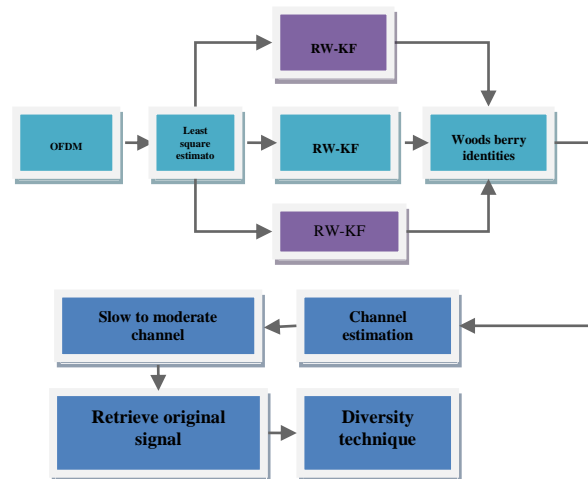 RW-KF
OFDM
Least
square
estimato
RW-KF
Woods berry
identities
RW-KF
Slow to moderate
channel
Channel
estimation
Retrieve original
signal
Diversity
technique